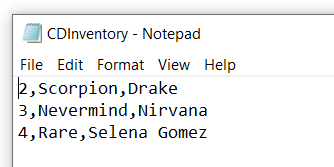 CDInventory - Notepad
File Edit Format View Help
2,Scorpion,Drake
3,Nevermind,Nirvana
4,Rare,Selena Gomez